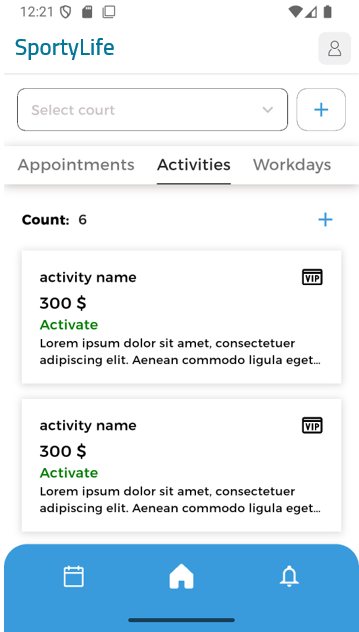 12:21
SportyLife
Select court
Appointments Activities Workdays
Count: 6
activity name
VIP
300 $
Activate
Lorem ipsum dolor sit amet, consectetuer
adipiscing elit. Aenean commodo ligula eget...
activity name
VIP
300 $
Activate
Lorem ipsum dolor sit amet, consectetuer
adipiscing elit. Aenean commodo ligula eget...